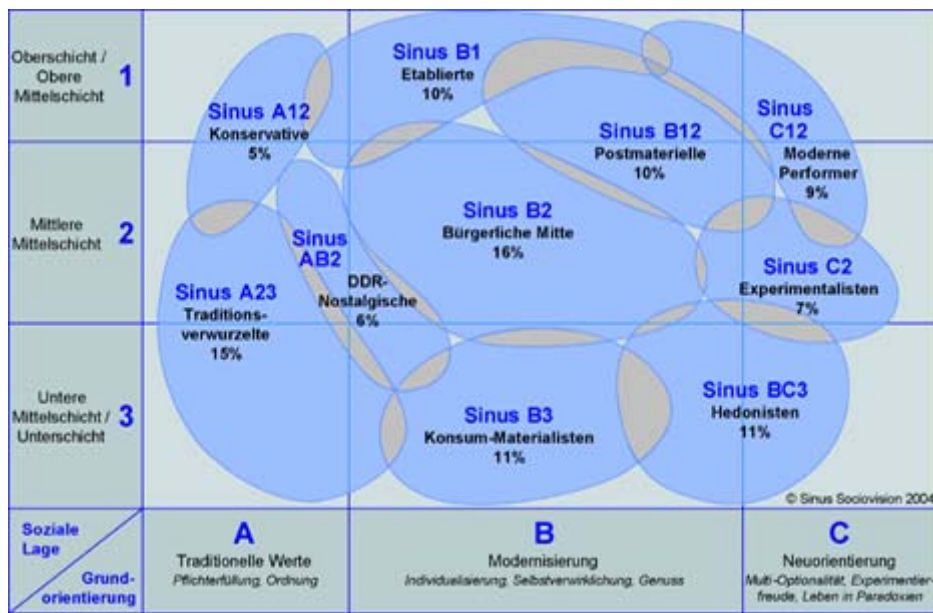 Oberschicht /
Obere
Mittelschicht
1
Mittlere
Mittelschicht
2
Untere
Mittelschicht /
Unterschicht
3
Sinus B1
Etablierte
10%
Sinus A12
Konservative
5%
Sinus B12
Postmaterielle
10%
Sinus
C12
Moderne
Performer
9%
Sinus B2
Bürgerliche Mitte
16%
Sinus
AB2
DDR-
Nostalgische
6%
Sinus A23
Traditions-
verwurzelte
15%
Sinus C2
Experimentalisten
7%
Sinus B3
Konsum-Materialisten
11%
Sinus BC3
Hedonisten
11%
© Sinus Sociovision 2004
Soziale
Lage
Grund-
orientierung
A
Traditionelle Werte
Pflichterfüllung, Ordnung
B
Modernisierung
Individualisierung, Selbstverwirklichung, Genuss
C
Neuorientierung
Multi-Optionalität, Experimentier-
freude, Leben in Paradoxien